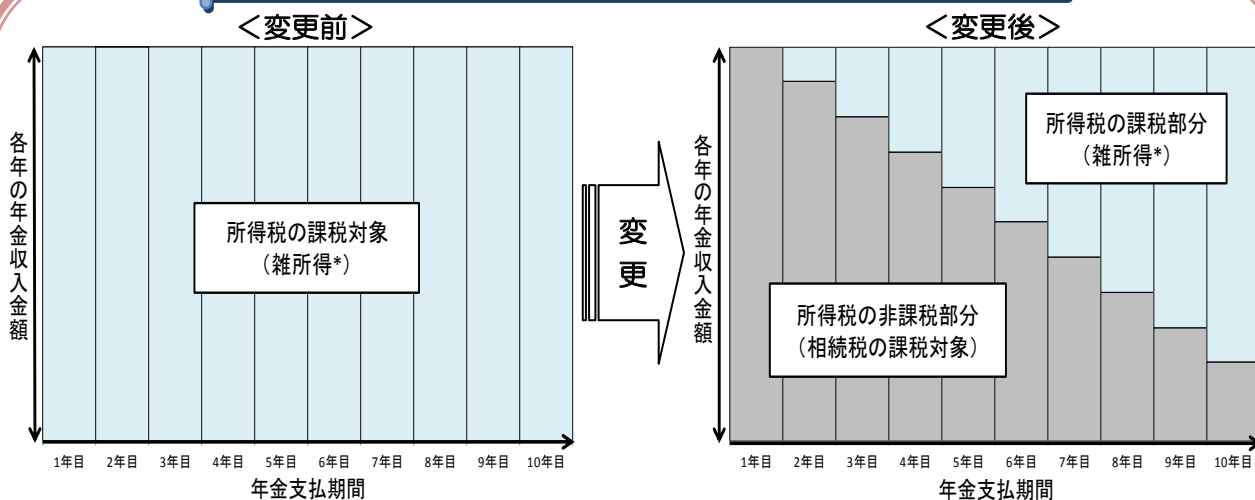 ＜変更前＞
各年の年金収入金額
所得税の課税対象
（雑所得*）
1年目 2年目 3年目 4年目 5年目 6年目 7年目 8年目 9年目 10年目
年金支払期間
変
更
＜変更後＞
各年の年金収入金額
所得税の課税部分
（雑所得*）
所得税の非課税部分
（相続税の課税対象）
1年目 2年目 3年目 4年目 5年目 6年目 7年目 8年目 9年目 10年目
年金支払期間